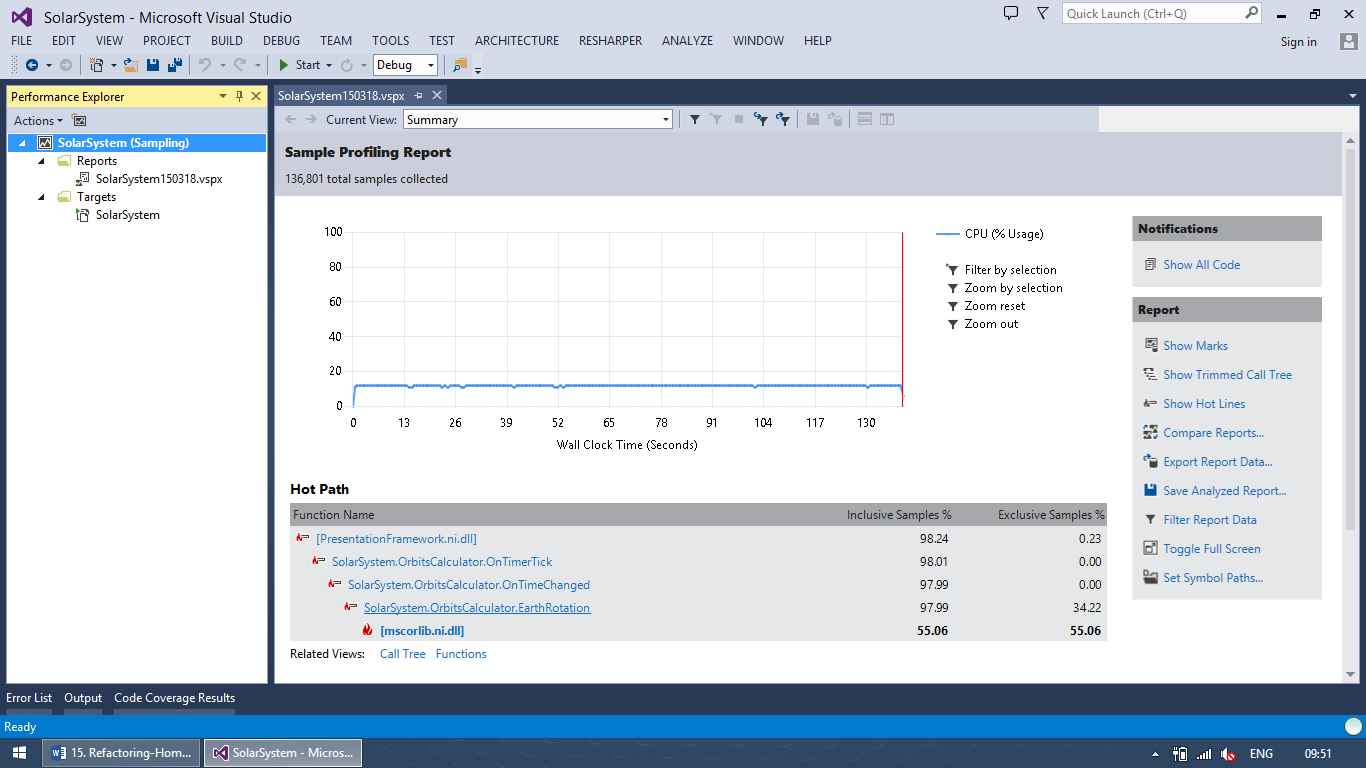 SolarSystem - Microsoft Visual Studio
Quick Launch (Ctrl+Q)
FILE EDIT VIEW PROJECT BUILD DEBUG TEAM TOOLS TEST ARCHITECTURE RESHARPER ANALYZE WINDOW HELP
Sign in
Start
Debug
Performance Explorer
Actions
SolarSystem (Sampling)
Reports
SolarSystem150318.vspx
Targets
SolarSystem
SolarSystem150318.vspx
Current View: Summary
Sample Profiling Report
136,801 total samples collected
100
80
60
40
20
0
0 13 26 39 52 65 78 91 104 117 130
Wall Clock Time (Seconds)
CPU (% Usage)
Filter by selection
Zoom by selection
Zoom reset
Zoom out
Notifications
Show All Code
Report
Show Marks
Show Trimmed Call Tree
Show Hot Lines
Compare Reports...
Export Report Data...
Save Analyzed Report...
Filter Report Data
Toggle Full Screen
Set Symbol Paths...
Hot Path
Function Name Inclusive Samples % Exclusive Samples %
[PresentationFramework.ni.dll] 98.24 0.23
SolarSystem.OrbitsCalculator.OnTimerTick 98.01 0.00
SolarSystem.OrbitsCalculator.OnTimeChanged 97.99 0.00
SolarSystem.OrbitsCalculator.EarthRotation 97.99 34.22
[mscorlib.ni.dll] 55.06 55.06
Related Views: Call Tree Functions
Error List Output Code Coverage Results
Ready
15. Refactoring-Hom...
SolarSystem - Micros...
ENG
09:51